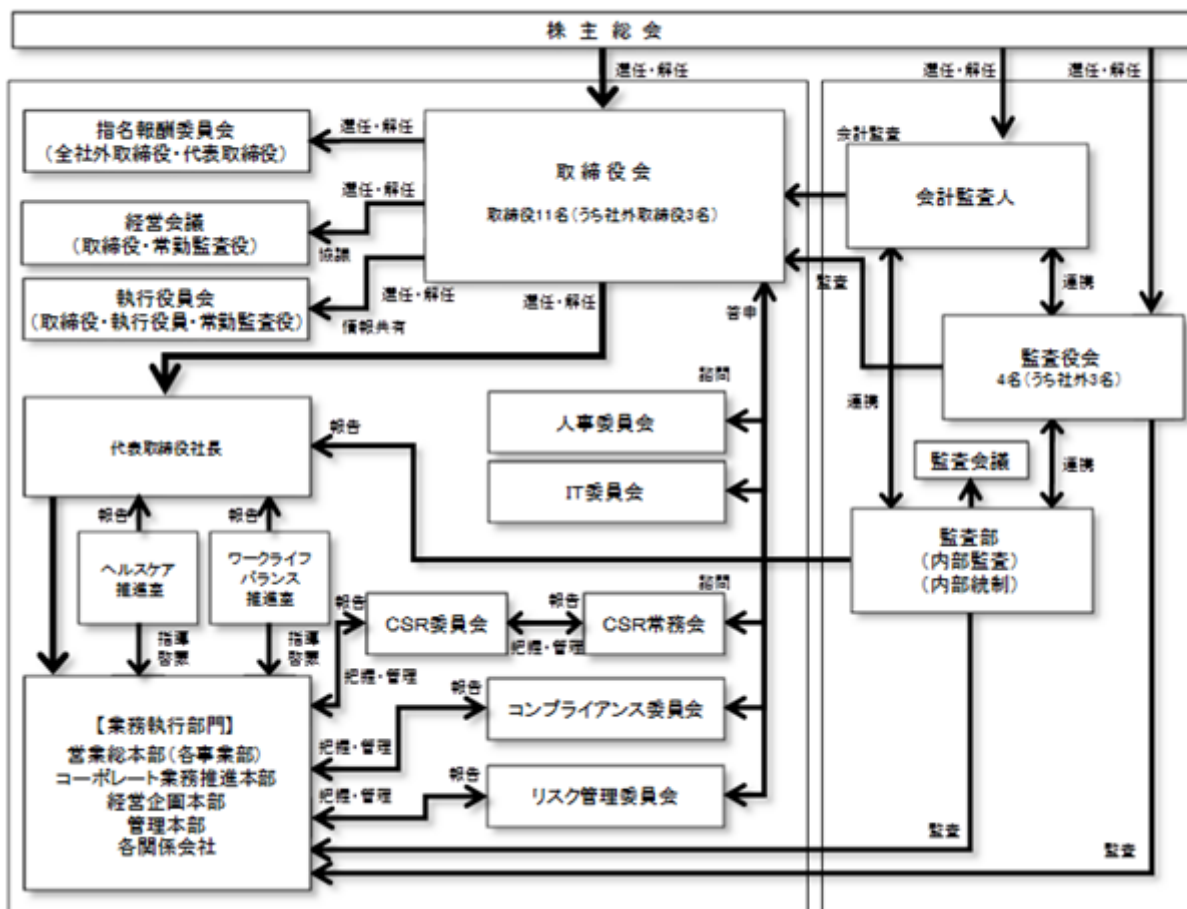 株主総会
選任・解任
選任・解任
選任・解任
指名報酬委員会
(全社外取締役・代表取締役)
選任・解任
取締役会
取締役11名(うち社外取締役3名)
会計監査
会計監査人
経営会議
(取締役・常勤監査役)
選任・解任
協議
執行役員会
(取締役・執行役員・常勤監査役)
選任・解任
情報共有
選任・解任
答申
監査
連携
監査役会
4名(うち社外3名)
代表取締役社長
報告
諮問
人事委員会
IT委員会
連携
監査会議
連携
監査部
(内部監査)
(内部統制)
報告
報告
ヘルスケア
推進室
ワークライフ
バランス
推進室
指導
啓蒙
指導
啓蒙
報告
CSR委員会
報告
把握・管理
CSR常務会
諮問
把握・管理
報告
コンプライアンス委員会
把握・管理
報告
リスク管理委員会
把握・管理
【業務執行部門】
営業総本部(各事業部)
コーポレート業務推進本部
経営企画本部
管理本部
各関係会社
監査
監査